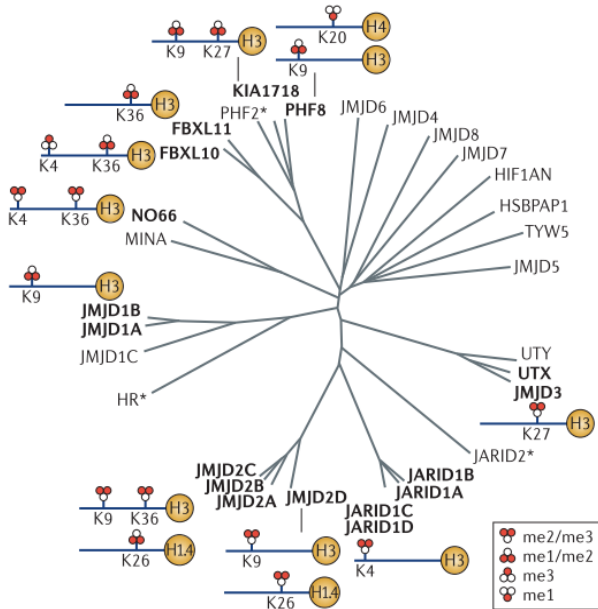 K20 H4
K9 K27 H3
K9 H3
KIA1718
PHF2*
PHF8
K36 H3
FBXL11
FBXL10
K4 K36 H3
JMJD6
JMJD4
JMJD8
JMJD7
HIF1AN
HSBPAP1
TYW5
JMJD5
K4 K36 H3
NO66
MINA
K9 H3
JMJD1B
JMJD1A
JMJD1C
HR*
UTY
UTX
JMJD3
K27 H3
JARID2*
JARID1B
JARID1A
JARID1C
JARID1D
K4 H3
JMJD2C
JMJD2B
JMJD2A
JMJD2D
K9 K36 H3
K26 H1.4
K9 H3
K26 H1.4
me2/me3
me1/me2
me3
me1